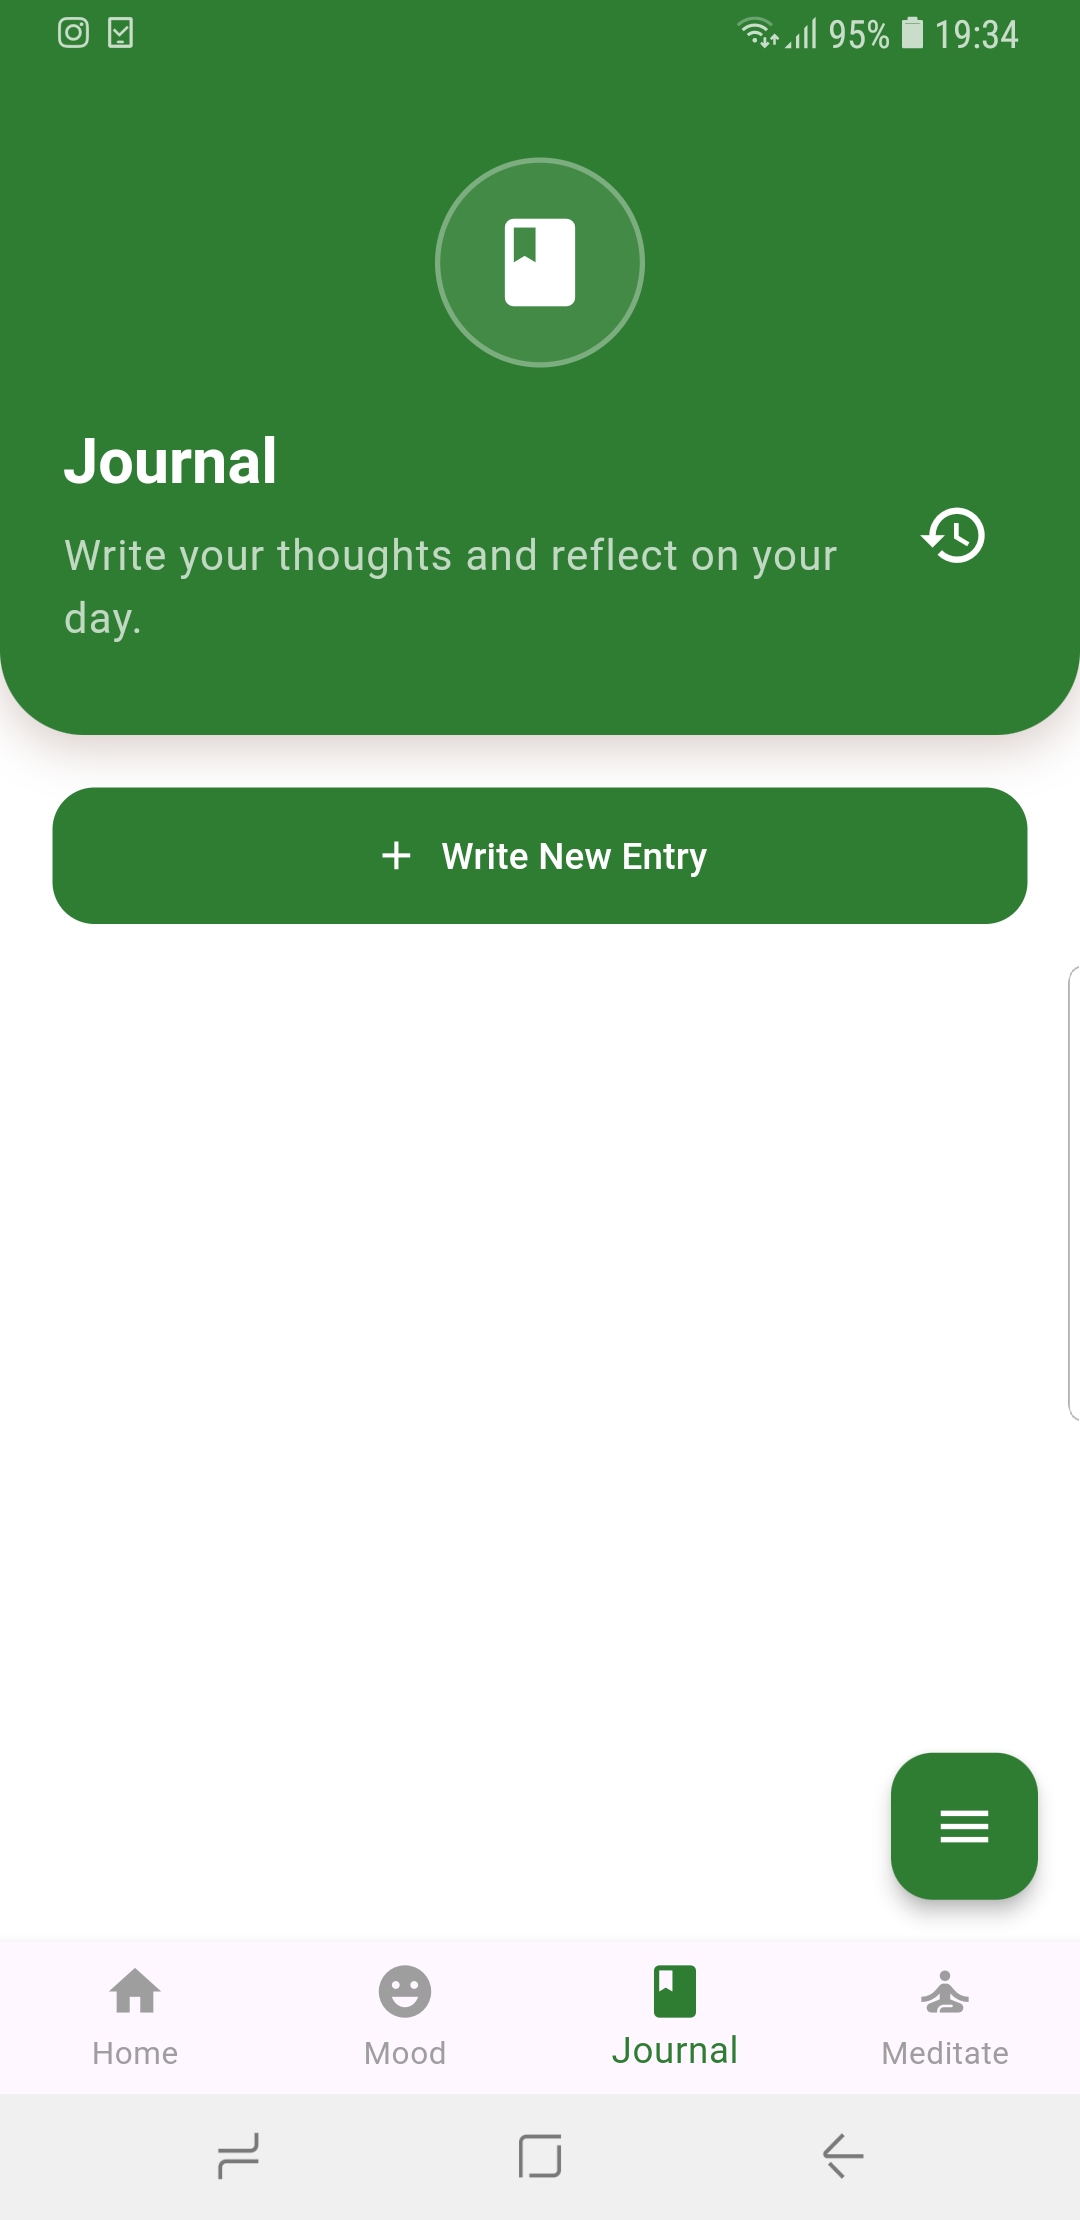 95% 19:34
Journal
Write your thoughts and reflect on your
day.
+ Write New Entry
Home Mood Journal Meditate